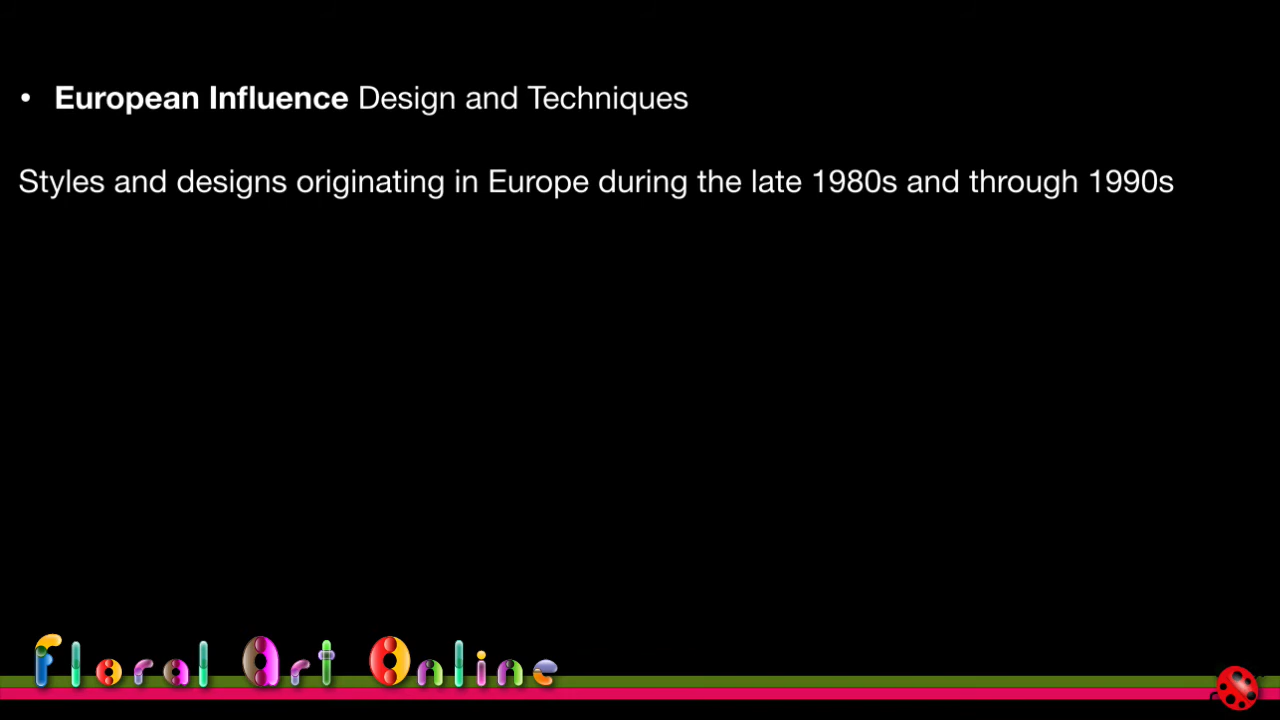 • European Influence Design and Techniques
Styles and designs originating in Europe during the late 1980s and through 1990s
Floral Art Online